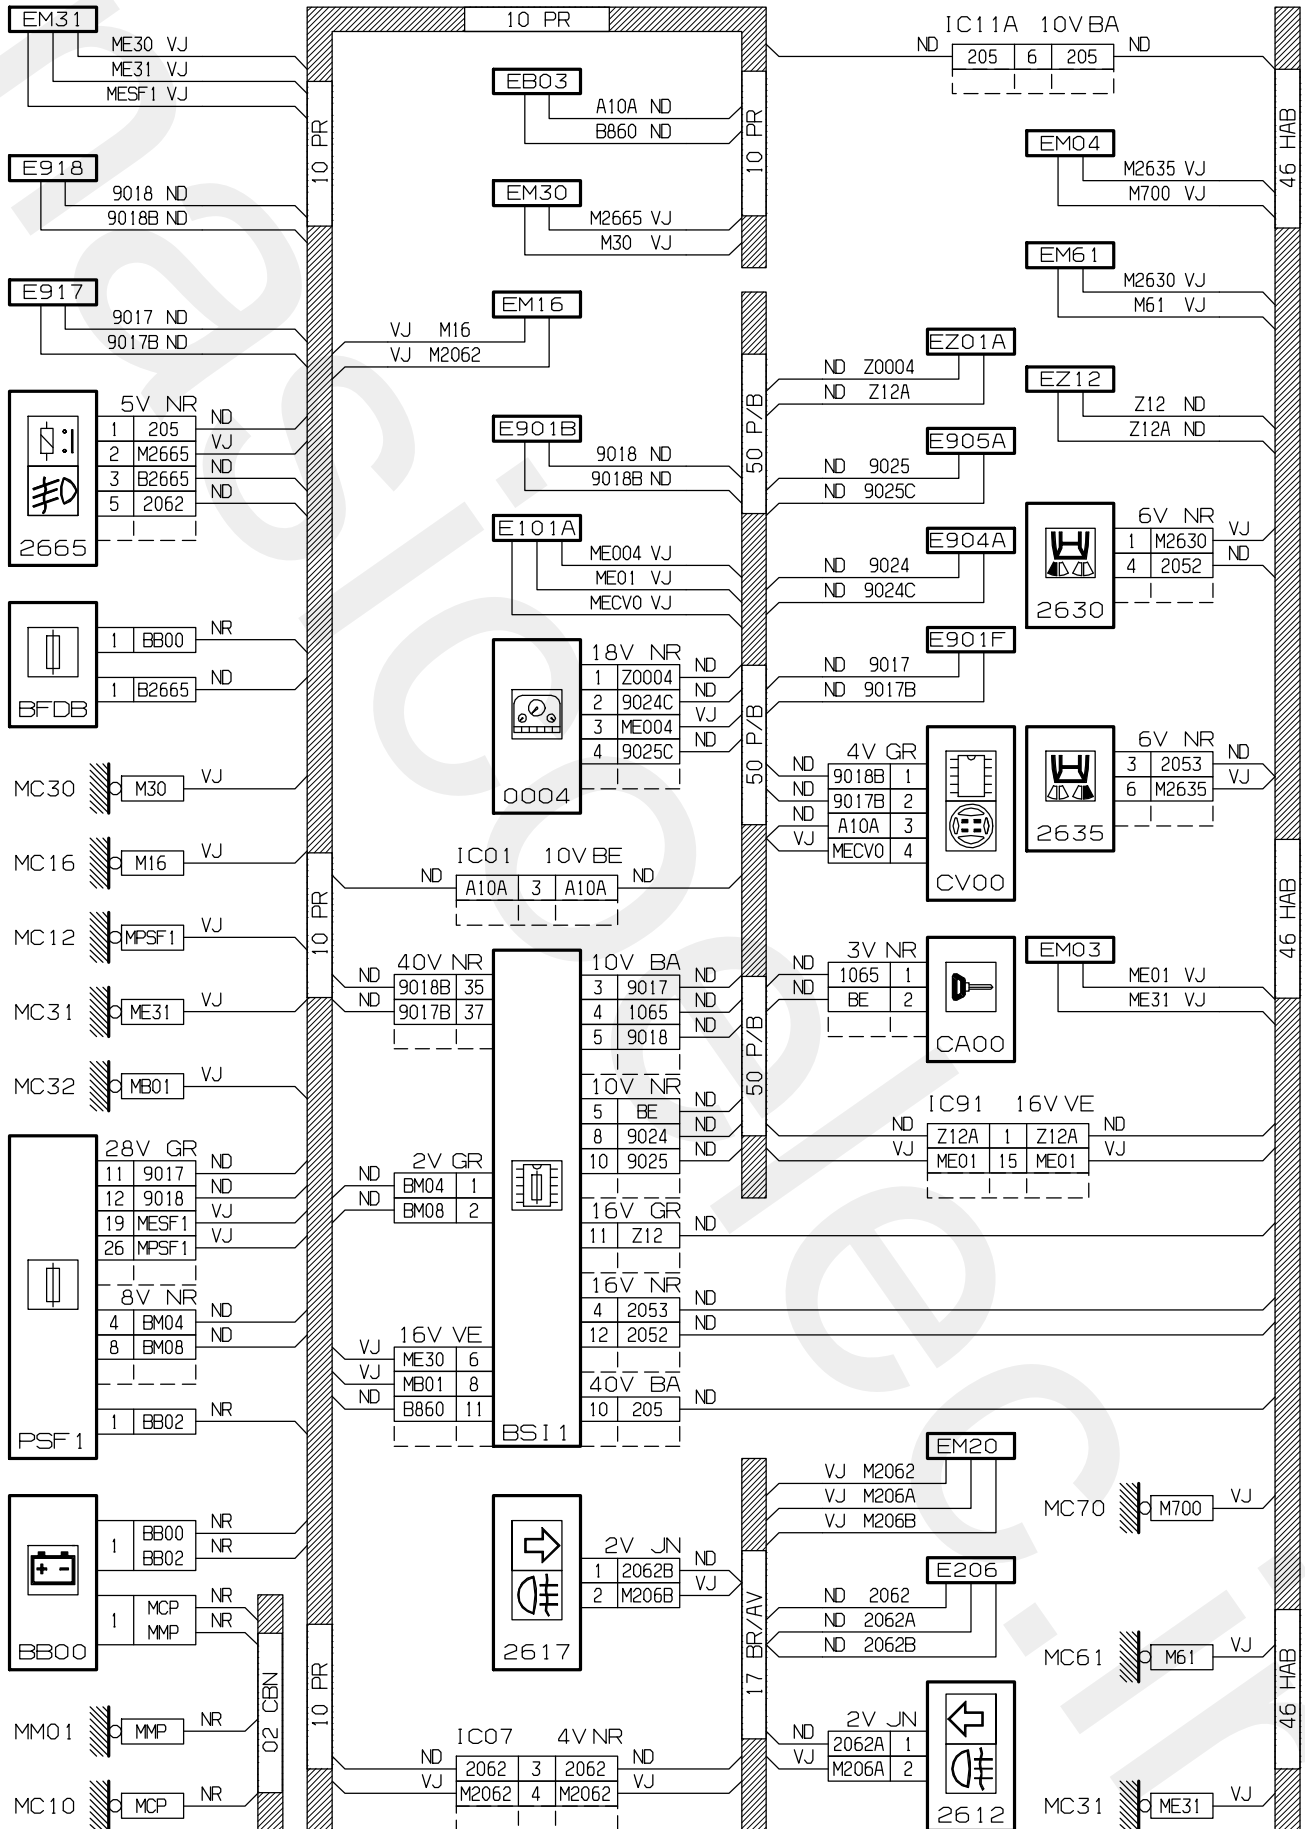 EM31
ME30 VJ
ME31 VJ
MESF1 VJ
E918
9018 ND
9018B ND
E917
9017 ND
9017B ND
5V NR
1 205 ND
2 M2665 VJ
3 B2665 ND
5 2062 ND
2665
1 BB00 NR
1 B2665 ND
BFDB
MC30 M30 VJ
MC16 M16 VJ
MC12 MPSF1 VJ
MC31 ME31 VJ
MC32 MB01 VJ
28V GR
11 9017 ND
12 9018 ND
19 MESF1 VJ
26 MPSF1 VJ
8V NR
4 BM04 ND
8 BM08 ND
1 BB02 NR
PSF1
1 BB00 NR
BB02 NR
1 MCP NR
MMP NR
BB00
MM01 MMP NR
MC10 MCP NR
02 CBN
10 PR
10 PR
10 PR
10 PR
10 PR
EB03
A10A ND
B860 ND
EM30
M2665 VJ
M30 VJ
EM16
VJ M16
VJ M2062
E901B
9018 ND
9018B ND
E101A
ME004 VJ
ME01 VJ
MECV0 VJ
18V NR
1 Z0004 ND
2 9024C ND
3 ME004 VJ
4 9025C ND
0004
IC01 10V BE
ND A10A 3 A10A ND
40V NR
ND 9018B 35
ND 9017B 37
2V GR
ND BM04 1
ND BM08 2
16V VE
VJ ME30 6
VJ MB01 8
ND B860 11
BSI1
10V BA
3 9017 ND
4 1065 ND
5 9018 ND
10V NR
5 BE ND
8 9024 ND
10 9025 ND
16V GR
11 Z12 ND
16V NR
4 2053 ND
12 2052 ND
40V BA
10 205 ND
2V JN
1 2062B ND
2 M206B VJ
2617
IC07 4V NR
ND 2062 3 2062 ND
VJ M2062 4 M2062 VJ
50 P/B
50 P/B
50 P/B
17 BR/AV
IC11A 10V BA
ND 205 6 205 ND
EM04
M2635 VJ
M700 VJ
EM61
M2630 VJ
M61 VJ
EZ01A
ND Z0004
ND Z12A
EZ12
Z12 ND
Z12A ND
E905A
ND 9025
ND 9025C
E904A
ND 9024
ND 9024C
6V NR
1 M2630 VJ
4 2052 ND
2630
E901F
ND 9017
ND 9017B
4V GR
ND 9018B 1
ND 9017B 2
ND A10A 3
VJ MECV0 4
CV00
6V NR
3 2053 ND
6 M2635 VJ
2635
3V NR
ND 1065 1
ND BE 2
CA00
EM03
ME01 VJ
ME31 VJ
IC91 16V VE
ND Z12A 1 Z12A ND
VJ ME01 15 ME01 VJ
EM20
VJ M2062
VJ M206A
VJ M206B
E206
ND 2062
ND 2062A
ND 2062B
2V JN
ND 2062A 1
VJ M206A 2
2612
MC70 M700 VJ
MC61 M61 VJ
MC31 ME31 VJ
46 HAB
46 HAB
46 HAB